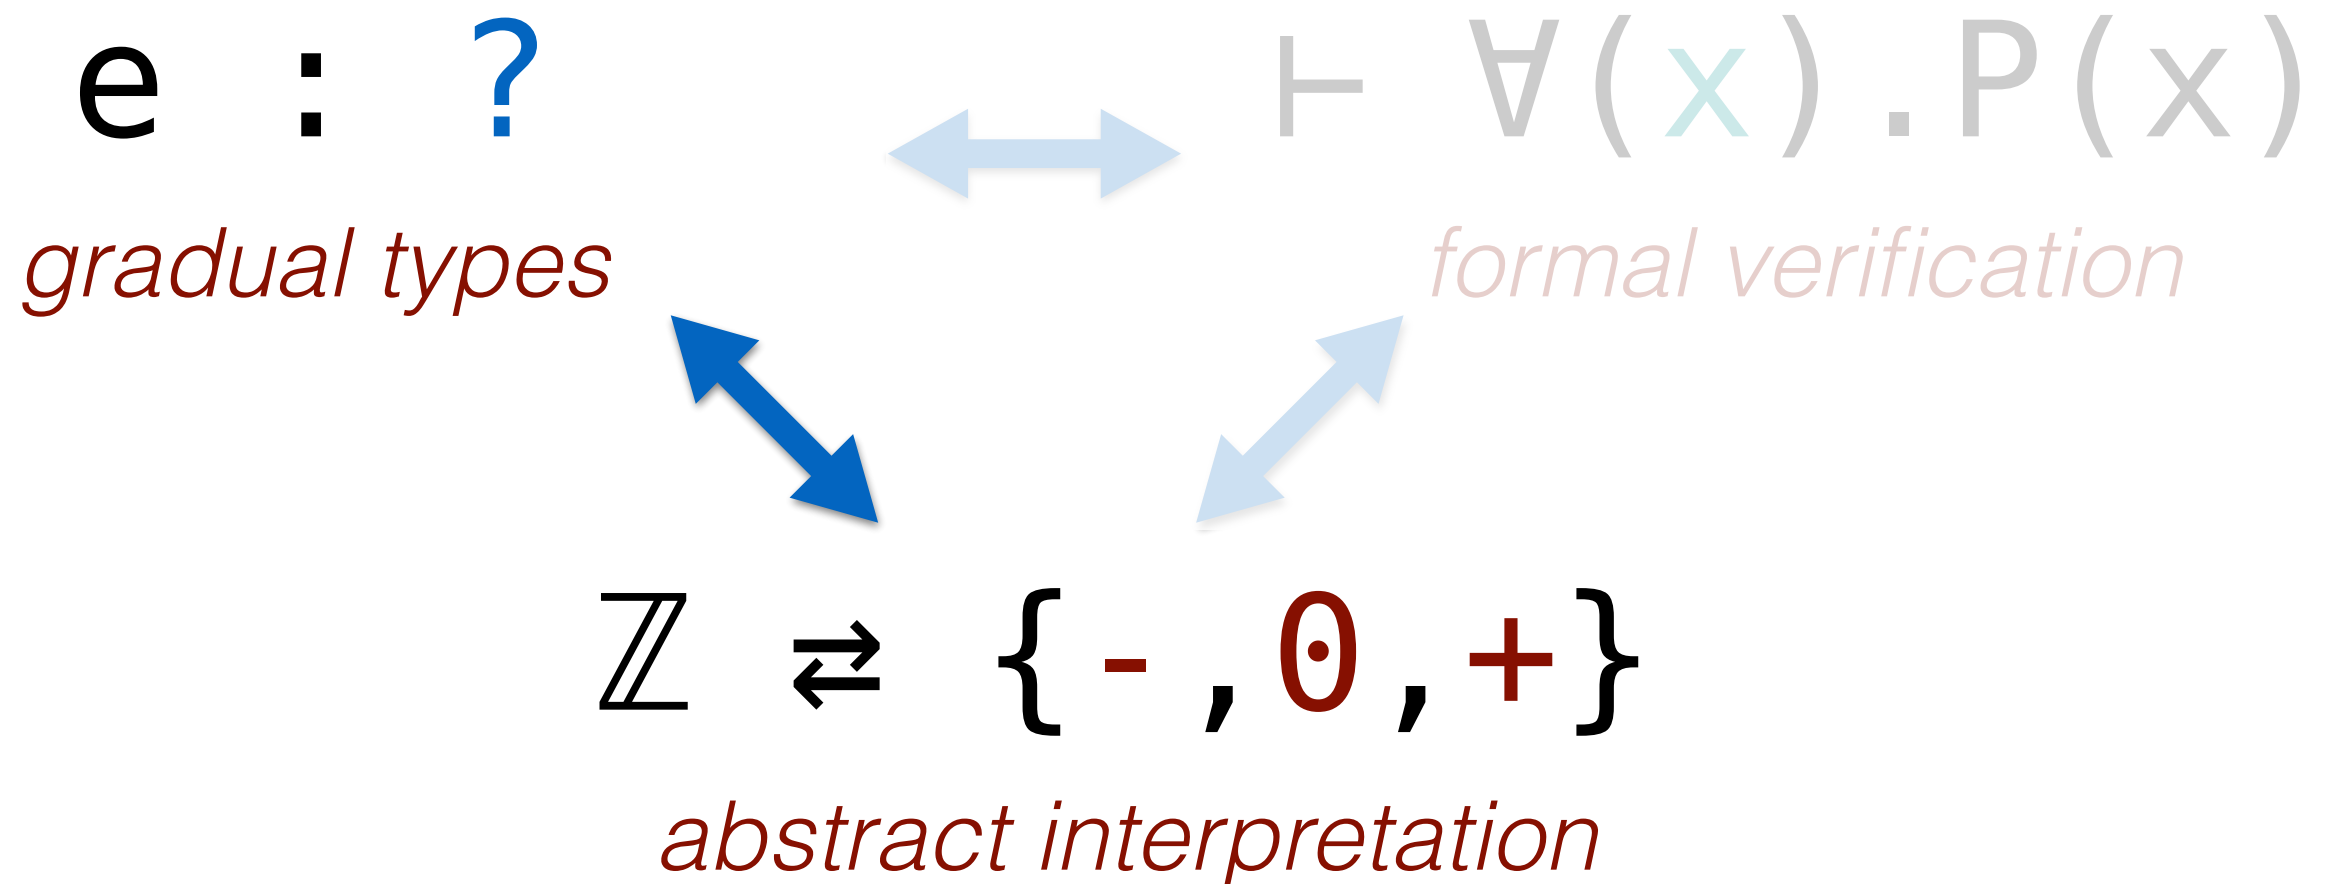 e : ?
⊢ ∀(x).P(x)
gradual types
formal verification
ℤ ⇄ {-,0,+}
abstract interpretation